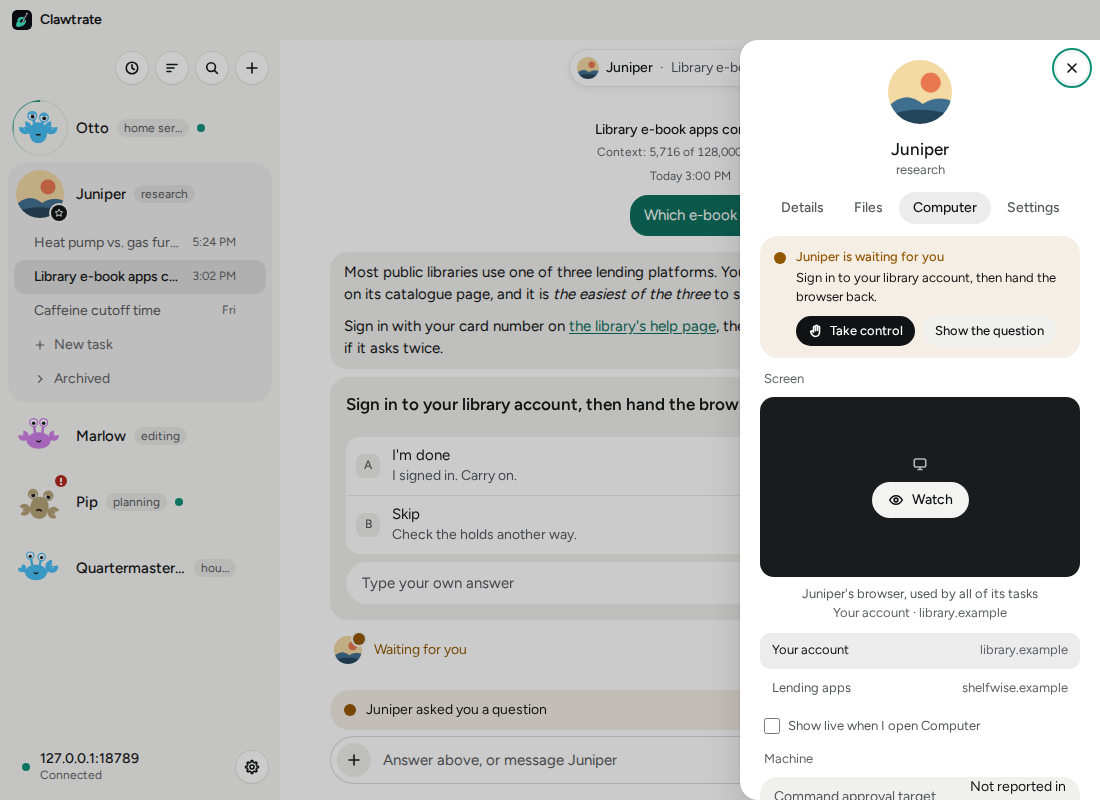 Clawtrate
Otto home ser...
Juniper research
Heat pump vs. gas fur... 5:24 PM
Library e-book apps c... 3:02 PM
Caffeine cutoff time Fri
New task
Archived
Marlow editing
Pip planning
Quartermaster... hou...
127.0.0.1:18789
Connected
Juniper · Library e-b
Library e-book apps co
Context: 5,716 of 128,000
Today 3:00 PM
Which e-book
Most public libraries use one of three lending platforms. You
on its catalogue page, and it is the easiest of the three to s
Sign in with your card number on the library's help page, the
if it asks twice.
Sign in to your library account, then hand the brow
A I'm done
I signed in. Carry on.
B Skip
Check the holds another way.
Type your own answer
Waiting for you
Juniper asked you a question
Answer above, or message Juniper
Juniper
research
Details Files Computer Settings
Juniper is waiting for you
Sign in to your library account, then hand the
browser back.
Take control Show the question
Screen
Watch
Juniper's browser, used by all of its tasks
Your account · library.example
Your account library.example
Lending apps shelfwise.example
Show live when I open Computer
Machine
Command approval target Not reported in